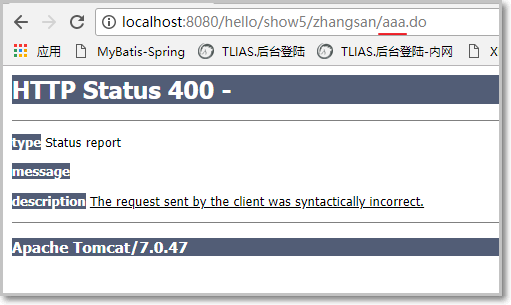 localhost:8080/hello/show5/zhangsan/aaa.do
应用 MyBatis-Spring TLIAS.后台登陆 TLIAS.后台登陆-内网 X
HTTP Status 400 -
type Status report
message
description The request sent by the client was syntactically incorrect.
Apache Tomcat/7.0.47